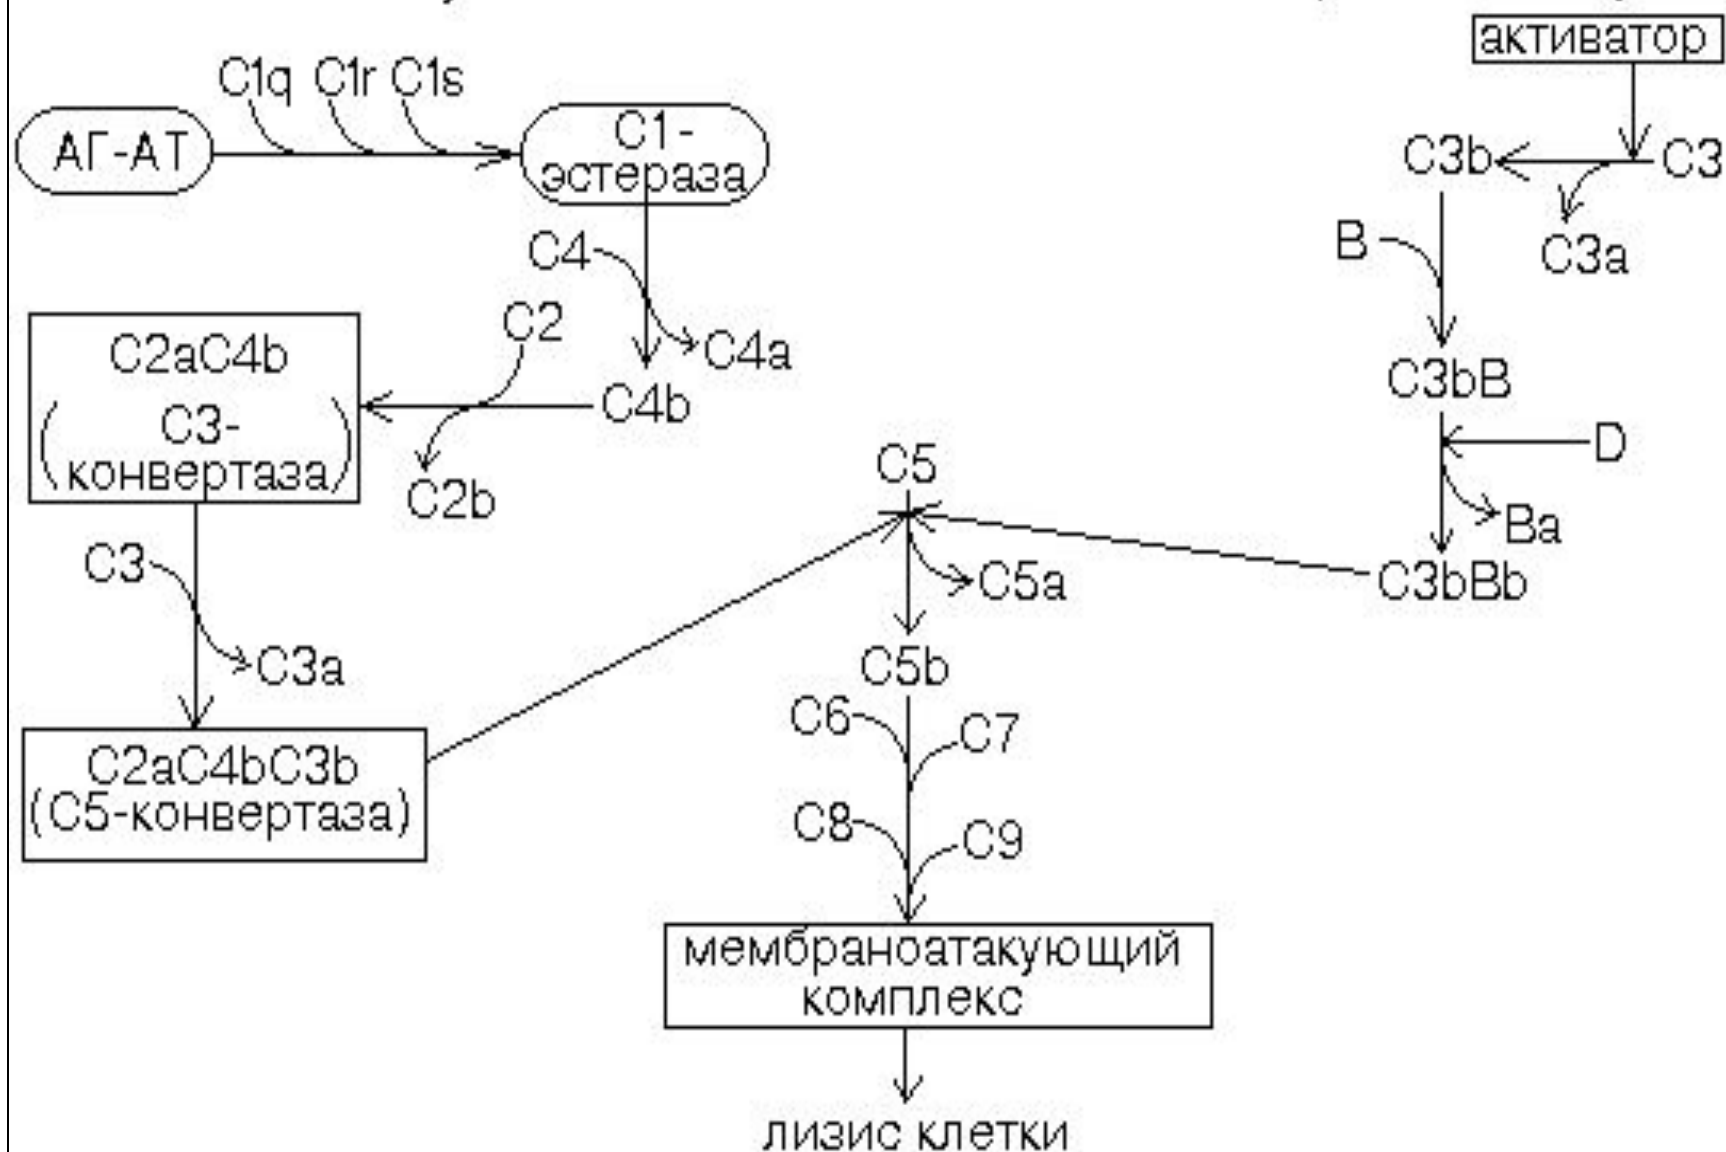 активатор
C1q C1r C1s
АГ-АТ
C1-
эстераза
C3b
C3
C3a
B
C4
C2
C4a
C2aC4b
(C3-
конвертаза)
C4b
C2b
C3bB
D
Ba
C3bBb
C5
C5a
C3
C3a
C5b
C6
C7
C2aC4bC3b
(C5-конвертаза)
C8
C9
мембраноатакующий
комплекс
лизис клетки